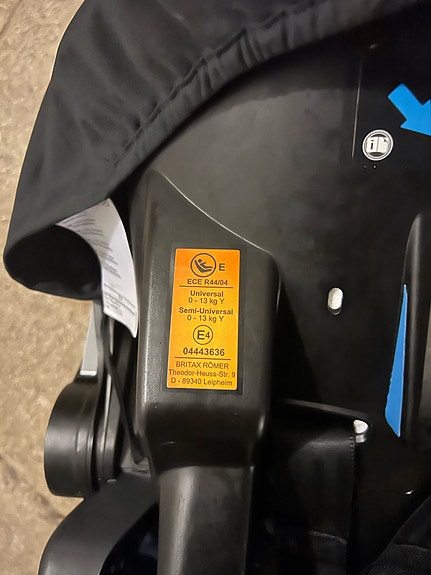 E
ECE R44/04
Universal
0 - 13 kg Y
Semi-Universal
0 - 13 kg Y
E4
04443636
BRITAX RÖMER
Theodor-Heuss-Str. 9
D - 89340 Leipheim